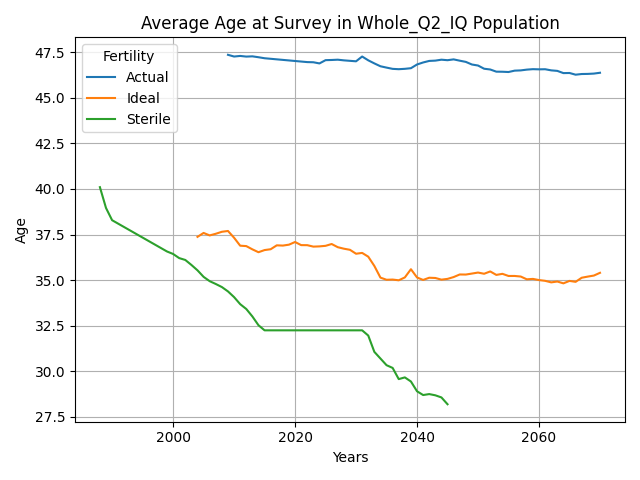 Average Age at Survey in Whole_Q2_IQ Population
Fertility
Actual
Ideal
Sterile
Age
47.5
45.0
42.5
40.0
37.5
35.0
32.5
30.0
27.5
2000
2020
2040
2060
Years